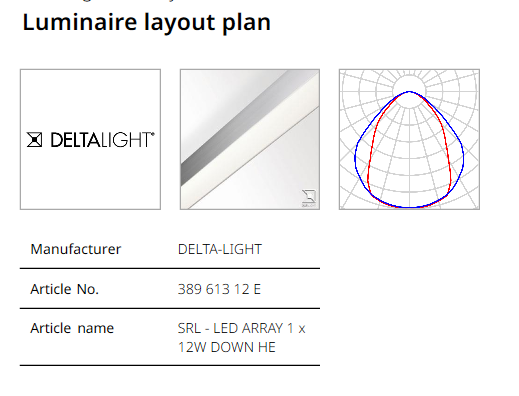 Luminaire layout plan
DELTALIGHT®
Manufacturer DELTA-LIGHT
Article No. 389 613 12 E
Article name SRL - LED ARRAY 1 x
12W DOWN HE